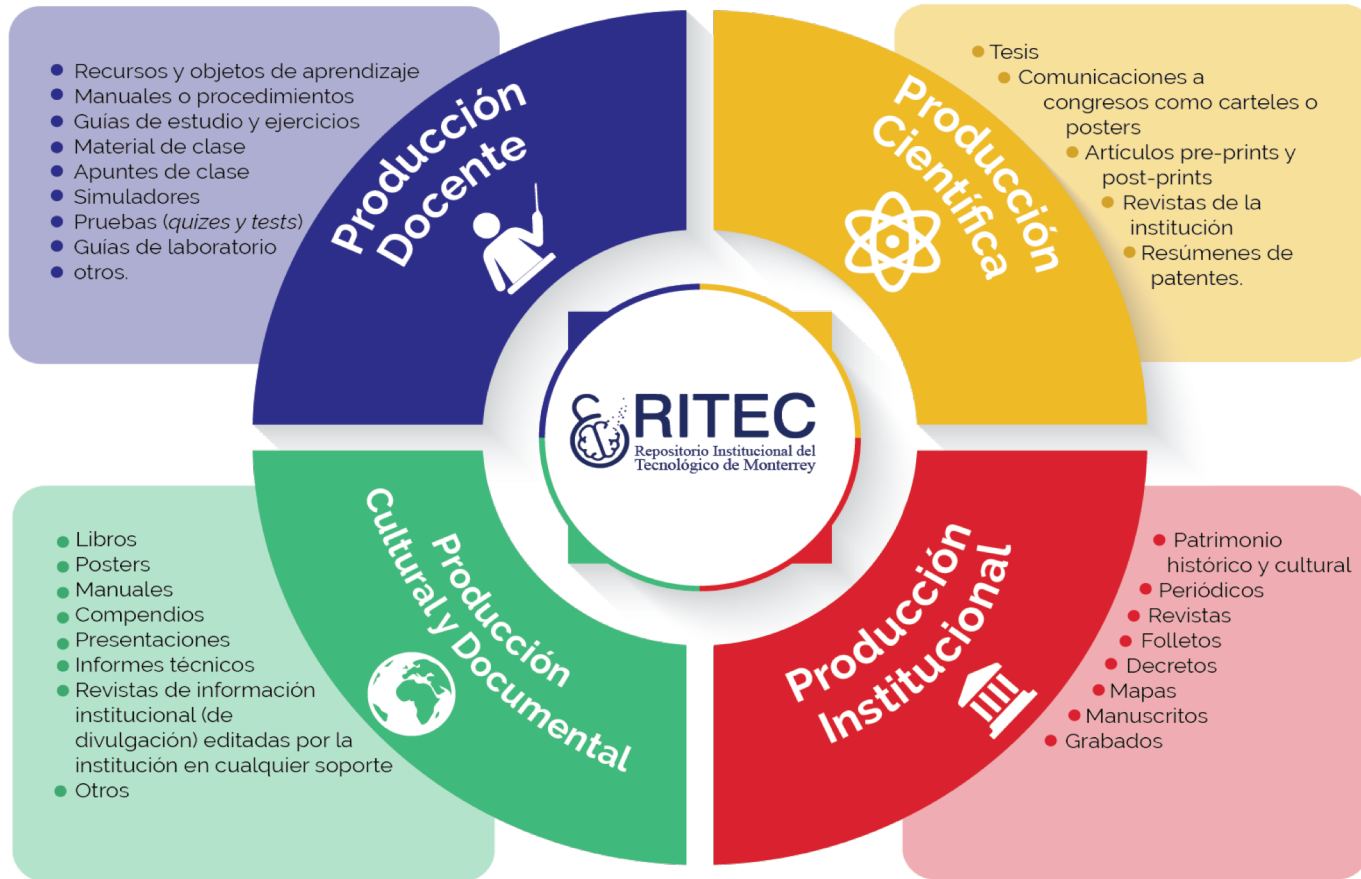 Recursos y objetos de aprendizaje
Manuales o procedimientos
Guías de estudio y ejercicios
Material de clase
Apuntes de clase
Simuladores
Pruebas (quizes y tests)
Guías de laboratorio
otros.
Producción
Docente
Producción
Científica
Tesis
Comunicaciones a
congresos como carteles o
posters
Artículos pre-prints y
post-prints
Revistas de la
institución
Resúmenes de
patentes.
RITEC
Repositorio Institucional del
Tecnológico de Monterrey
Libros
Posters
Manuales
Compendios
Presentaciones
Informes técnicos
Revistas de información
institucional (de
divulgación) editadas por la
institución en cualquier soporte
Otros
Producción
Cultural y Documental
Producción
Institucional
Patrimonio
histórico y cultural
Periódicos
Revistas
Folletos
Decretos
Mapas
Manuscritos
Grabados